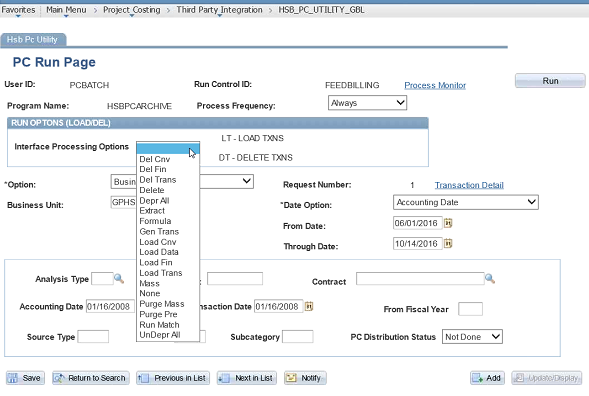 Favorites Main Menu > Project Costing > Third Party Integration > HSB_PC_UTILITY_GBL
Hsb Pc Utility
PC Run Page
User ID: PCBATCH Run Control ID: FEEDBILLING Process Monitor Run
Program Name: HSBPCARCHIVE Process Frequency: Always
RUN OPTONS (LOAD/DEL)
Interface Processing Options
LT - LOAD TXNS
DT - DELETE TXNS
Del Cnv
Del Fin
Del Trans
Delete
Depr All
Extract
Formula
Gen Trans
Load Cnv
Load Data
Load Fin
Load Trans
Mass
None
Purge Mass
Purge Pre
Run Match
UnDepr All
*Option: Busin Request Number: 1 Transaction Detail
Business Unit: GPHS *Date Option: Accounting Date
From Date: 06/01/2016
Through Date: 10/14/2016
Analysis Type : Contract
Accounting Date 01/16/2008 nsaction Date 01/16/2008 From Fiscal Year
Source Type Subcategory PC Distribution Status Not Done
Save Return to Search Previous in List Next in List Notify Add Update/Display